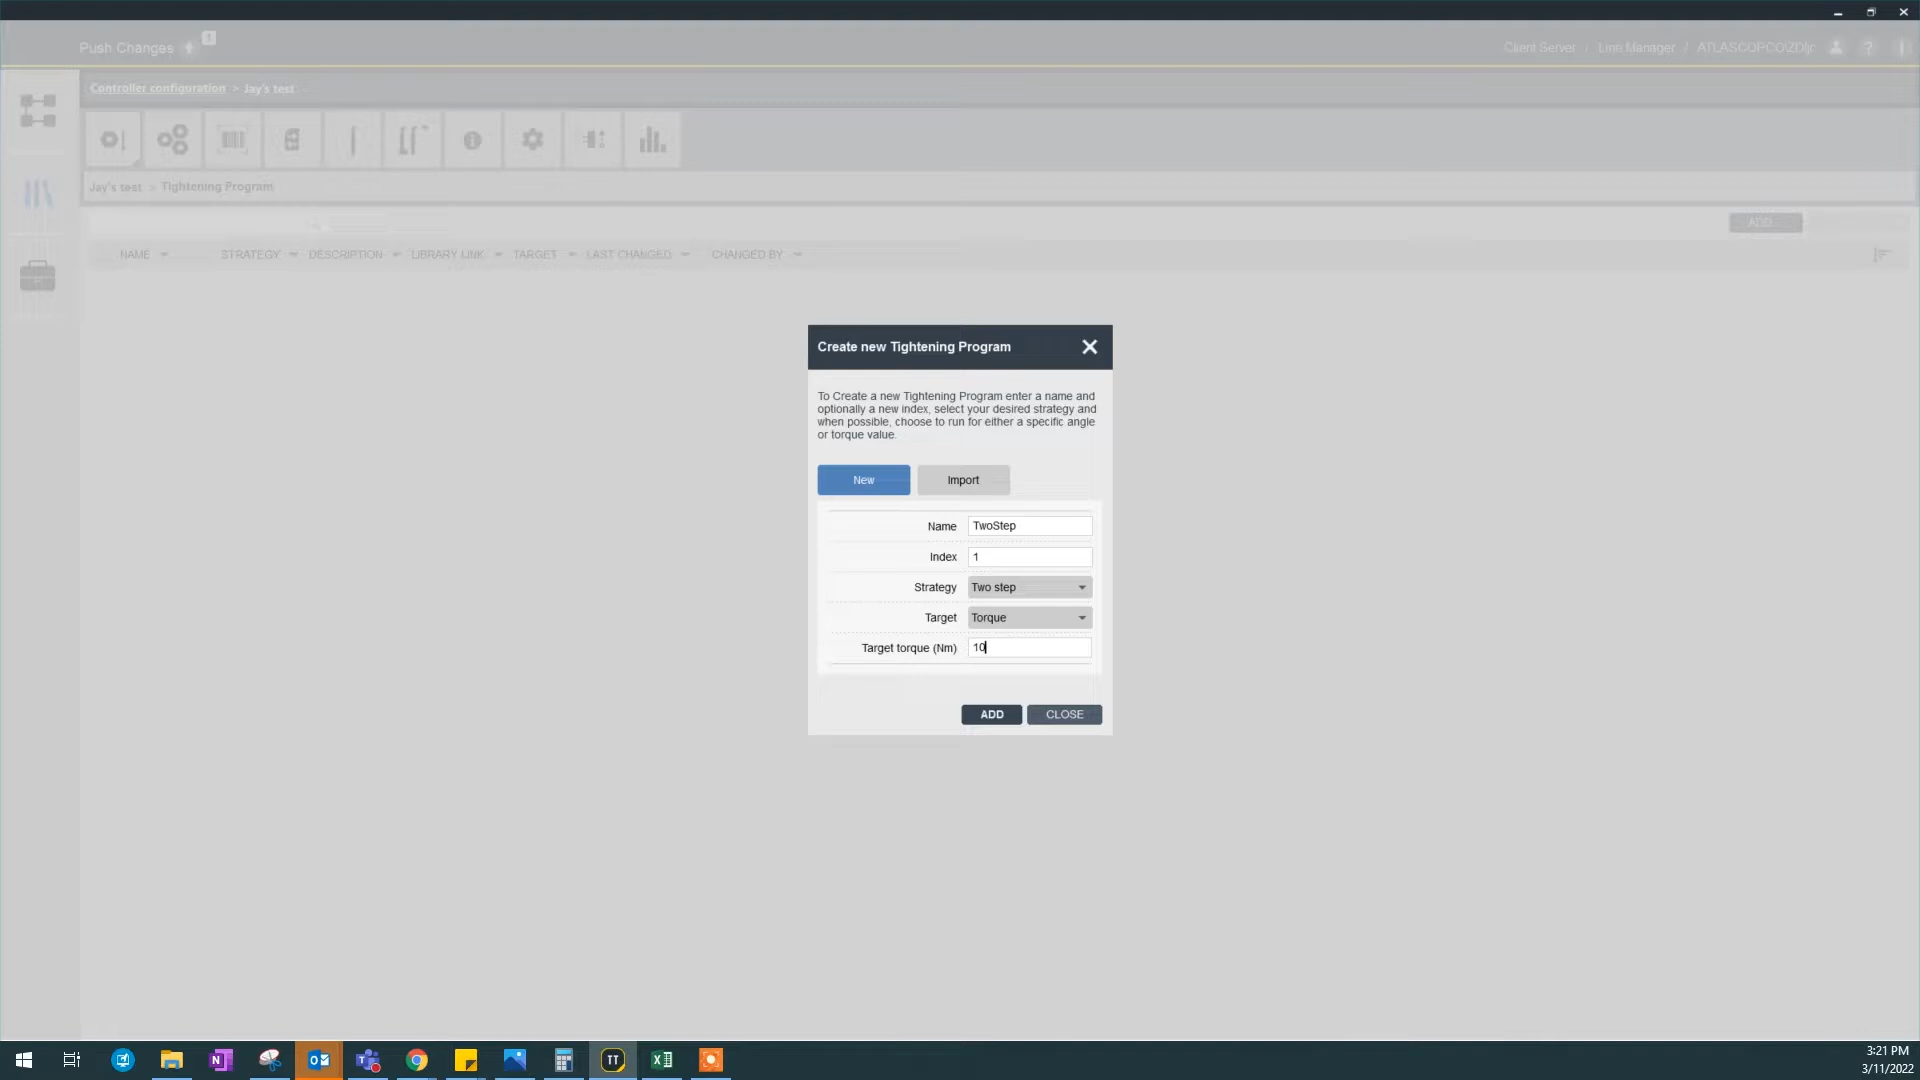 Push Changes
1
Client Server / Line Manager / ATLASCOPCO\ZDljc ?
Controller configuration > Jay's test
Jay's test > Tightening Program
ADD
NAME STRATEGY DESCRIPTION LIBRARY LINK TARGET LAST CHANGED CHANGED BY
Create new Tightening Program
To Create a new Tightening Program enter a name and
optionally a new index, select your desired strategy and
when possible, choose to run for either a specific angle
or torque value.
New Import
Name TwoStep
Index 1
Strategy Two step
Target Torque
Target torque (Nm) 10
ADD CLOSE
3:21 PM
3/11/2022